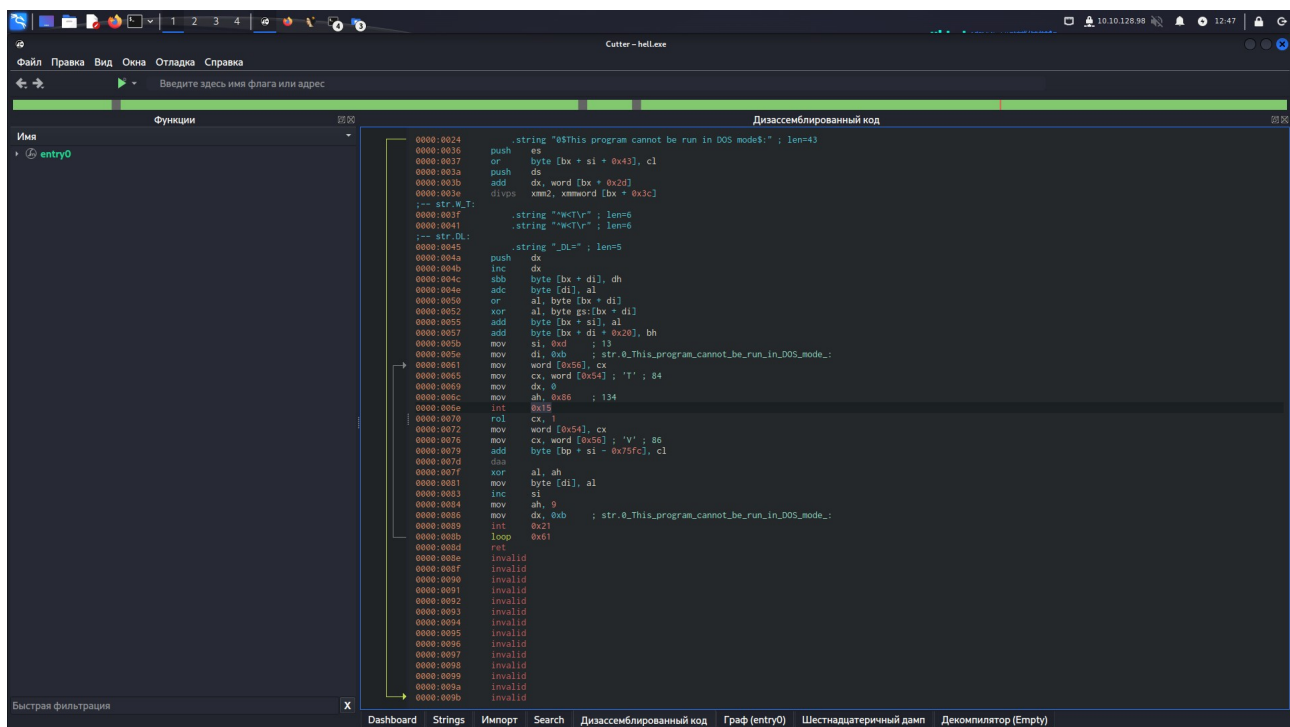 1 2 3 4
10.10.128.98 12:47
Cutter – hell.exe
Файл Правка Вид Окна Отладка Справка
Введите здесь имя флага или адрес
Функции
Дизассемблированный код
Имя
entry0
0000:0024 .string "0$This program cannot be run in DOS mode$:" ; len=43
0000:0036 push es
0000:0037 or byte [bx + si + 0x43], cl
0000:003a push ds
0000:003b add dx, word [bx + 0x2d]
0000:003e divps xmm2, xmmword [bx + 0x3c]
;-- str.W_T:
0000:003f .string "^W<T\r" ; len=6
0000:0041 .string "^W<T\r" ; len=6
;-- str.DL:
0000:0045 .string "_DL=" ; len=5
0000:004a push dx
0000:004b inc dx
0000:004c sbb byte [bx + di], dh
0000:004e adc byte [di], al
0000:0050 or al, byte [bx + di]
0000:0052 xor al, byte gs:[bx + di]
0000:0055 add byte [bx + si], al
0000:0057 add byte [bx + di + 0x20], bh
0000:005b mov si, 0xd ; 13
0000:005e mov di, 0xb ; str.0_This_program_cannot_be_run_in_DOS_mode_:
0000:0061 mov word [0x56], cx
0000:0065 mov cx, word [0x54] ; 'T' ; 84
0000:0069 mov dx, 0
0000:006c mov ah, 0x86 ; 134
0000:006e int 0x15
0000:0070 rol cx, 1
0000:0072 mov word [0x54], cx
0000:0076 mov cx, word [0x56] ; 'V' ; 86
0000:0079 add byte [bp + si - 0x75fc], cl
0000:007d daa
0000:007f xor al, ah
0000:0081 mov byte [di], al
0000:0083 inc si
0000:0084 mov ah, 9
0000:0086 mov dx, 0xb ; str.0_This_program_cannot_be_run_in_DOS_mode_:
0000:0089 int 0x21
0000:008b loop 0x61
0000:008d ret
0000:008e invalid
0000:008f invalid
0000:0090 invalid
0000:0091 invalid
0000:0092 invalid
0000:0093 invalid
0000:0094 invalid
0000:0095 invalid
0000:0096 invalid
0000:0097 invalid
0000:0098 invalid
0000:0099 invalid
0000:009a invalid
0000:009b invalid
Быстрая фильтрация X
Dashboard Strings Импорт Search Дизассемблированный код Граф (entry0) Шестнадцатеричный дамп Декомпилятор (Empty)